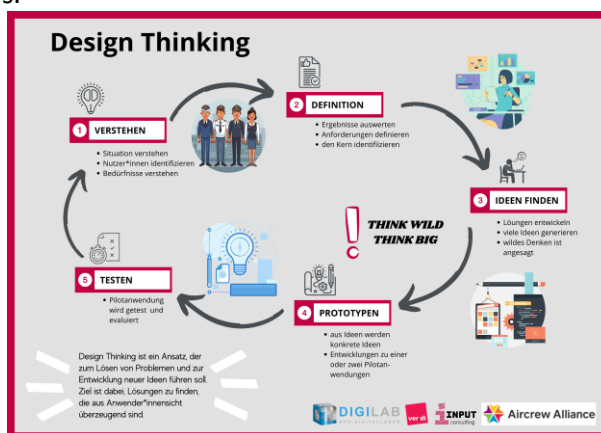 Design Thinking
1 VERSTEHEN
• Situation verstehen
• Nutzer*innen identifizieren
• Bedürfnisse verstehen
2 DEFINITION
• Ergebnisse auswerten
• Anforderungen definieren
• den Kern identifiizieren
3 IDEEN FINDEN
• Löungen entwickeln
• viele Ideen generieren
• wildes Denken ist
angesagt
! THINK WILD
THINK BIG
4 PROTOTYPEN
• aus Ideen werden
konkrete Ideen
• Entwicklungen zu einer
oder zwei Pilotan-
wendungen
5 TESTEN
• Pilotanwendung
wird getest und
evaluiert
Design Thinking ist ein Ansatz, der
zum Lösen von Problemen und zur
Entwicklung neuer Ideen führen soll.
Ziel ist dabei, Lösungen zu finden,
die aus Anwender*innensicht
überzeugend sind.
DIGILAB
ver.di
INPUT
consulting
Aircrew Alliance